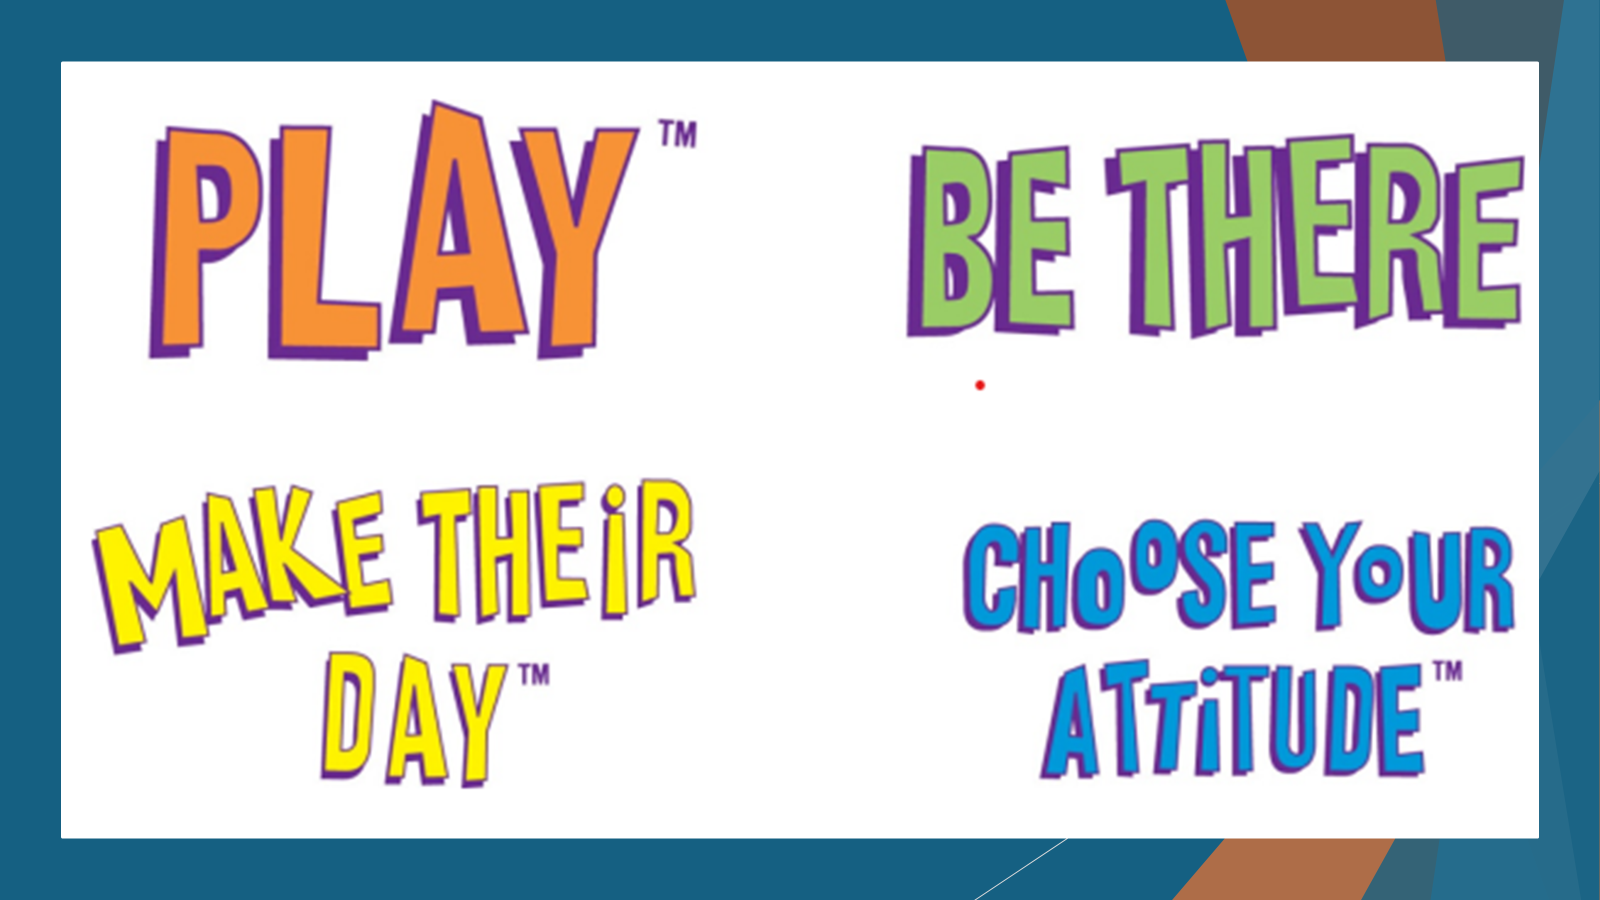 PLAY™
BE THERE
MAKE THEiR
DAY™
CHOOSE YOUR
ATTiTUDE™